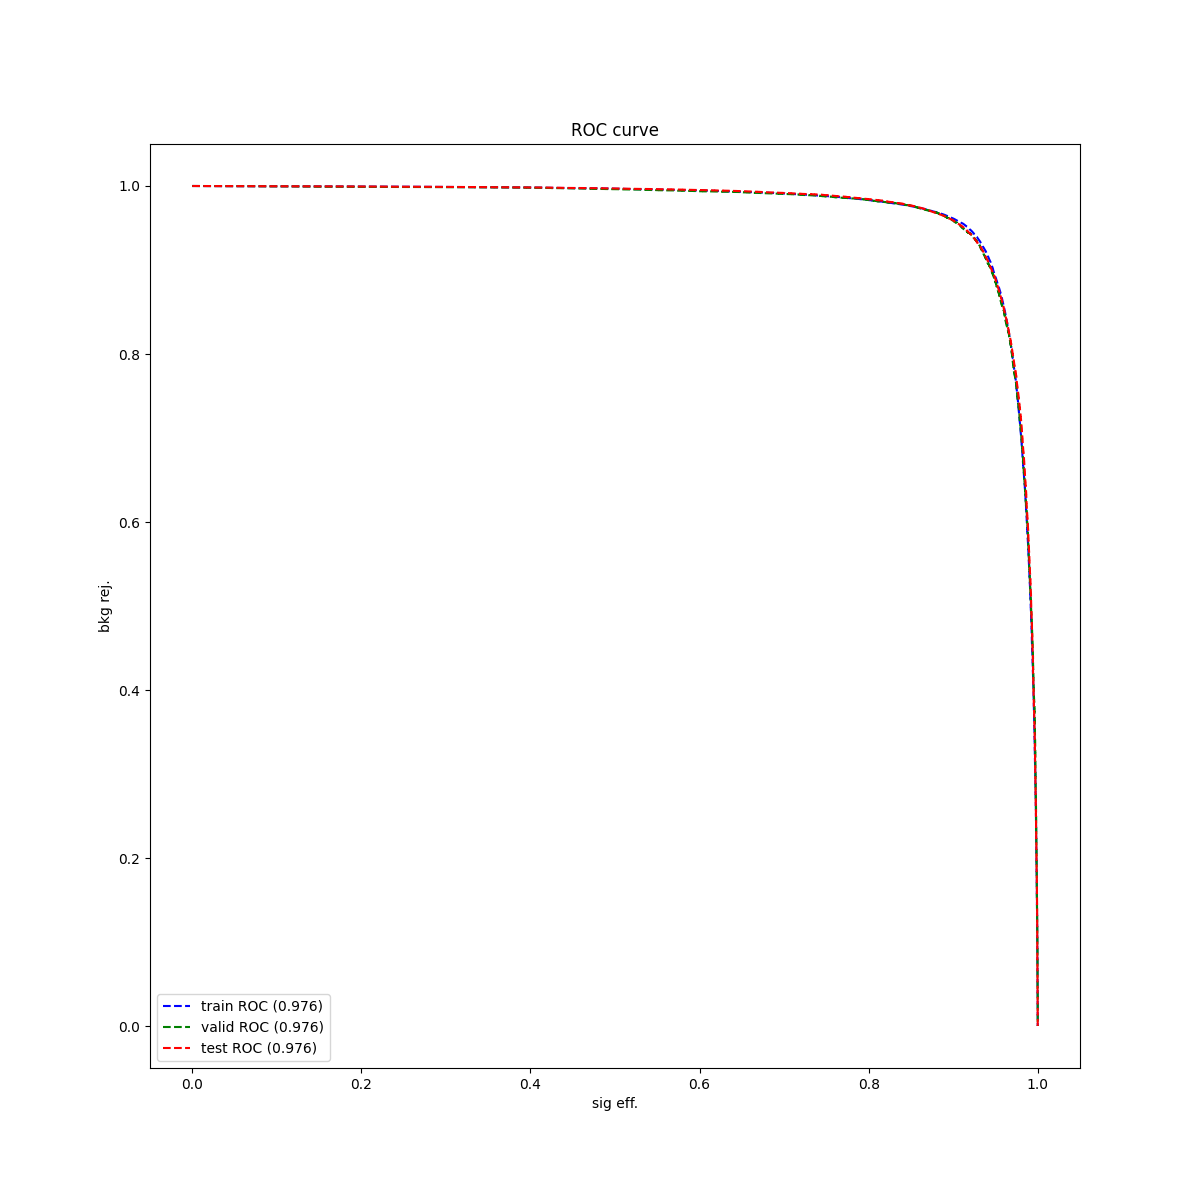 ROC curve
1.0
0.8
0.6
0.4
0.2
0.0
bkg rej.
train ROC (0.976)
valid ROC (0.976)
test ROC (0.976)
0.0 0.2 0.4 0.6 0.8 1.0
sig eff.